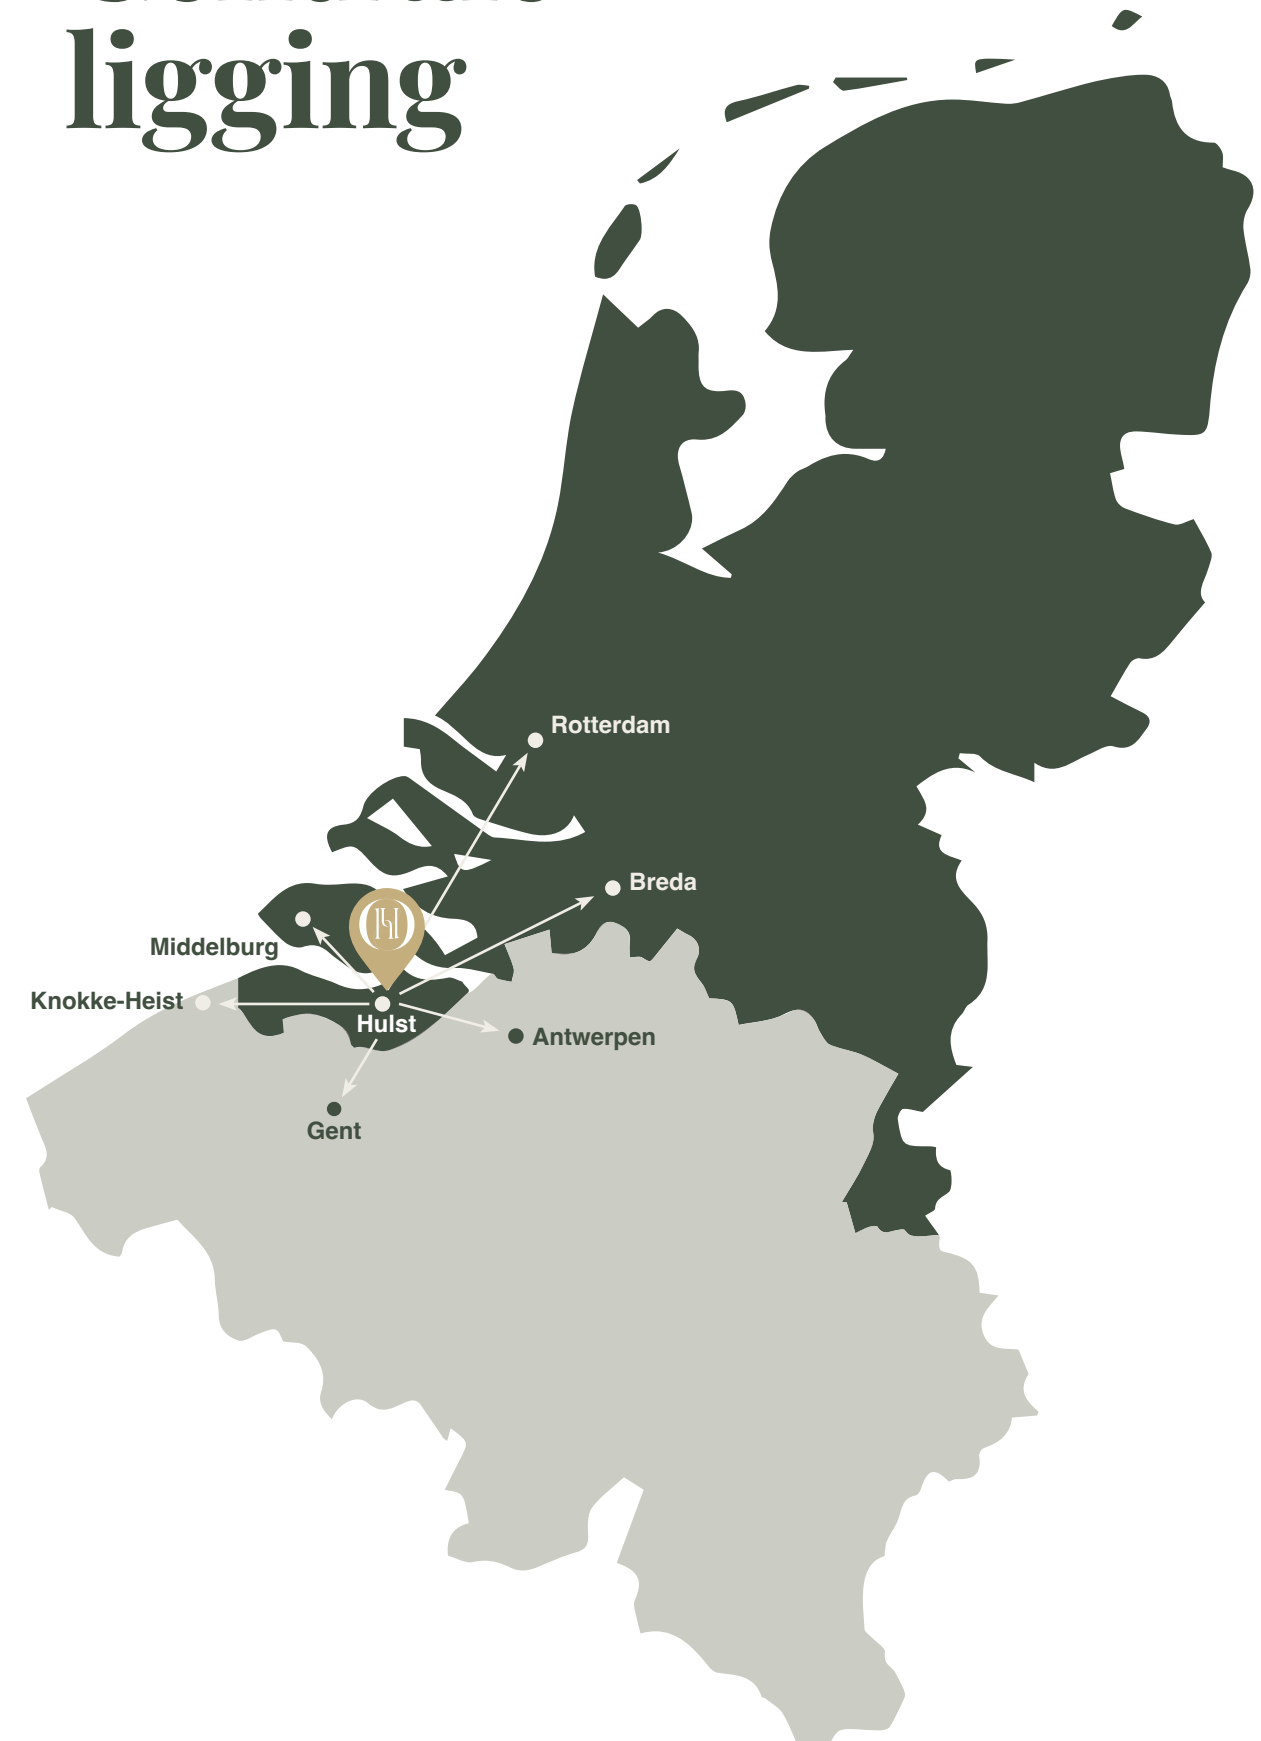 ligging
Rotterdam
Breda
Middelburg
Knokke-Heist
Hulst
Antwerpen
Gent